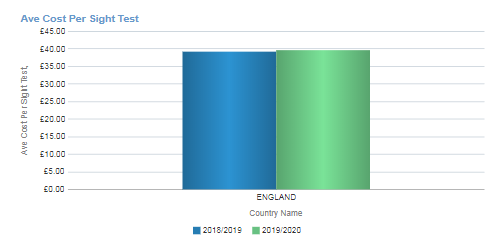 Ave Cost Per Sight Test
£45.00
£40.00
£35.00
£30.00
£25.00
£20.00
£15.00
£10.00
£5.00
£0.00
Ave Cost Per Sight Test,
ENGLAND
Country Name
2018/2019 2019/2020